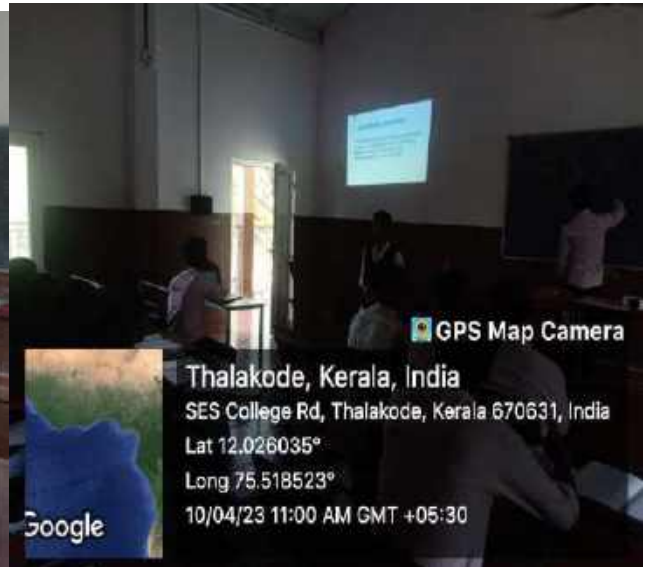 GPS Map Camera
Thalakode, Kerala, India
SES College Rd, Thalakode, Kerala 670631, India
Lat 12.026035°
Long 75.518523°
10/04/23 11:00 AM GMT +05:30
Google